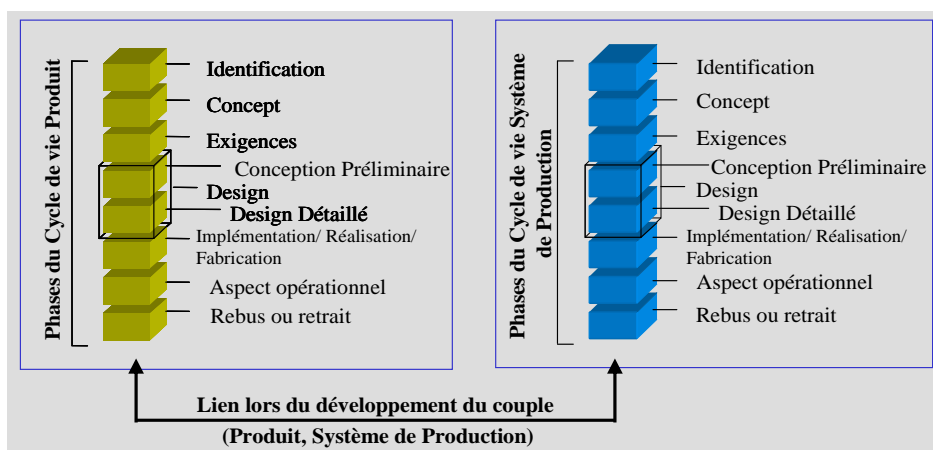 Phases du Cycle de vie Produit
Identification
Concept
Exigences
Conception Préliminaire
Design
Design Détaillé
Implémentation/ Réalisation/
Fabrication
Aspect opérationnel
Rebus ou retrait
Phases du Cycle de vie Système
de Production
Identification
Concept
Exigences
Conception Préliminaire
Design
Design Détaillé
Implémentation/ Réalisation/
Fabrication
Aspect opérationnel
Rebus ou retrait
Lien lors du développement du couple
(Produit, Système de Production)